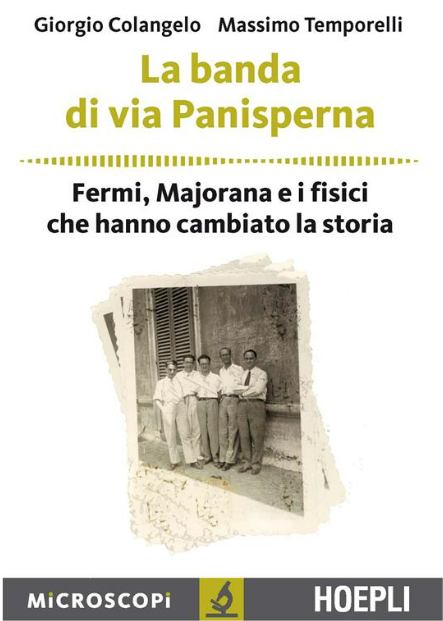 Giorgio Colangelo Massimo Temporelli
La banda
di via Panisperna
Fermi, Majorana e i fisici
che hanno cambiato la storia
MiCROSCOPi
HOEPLI